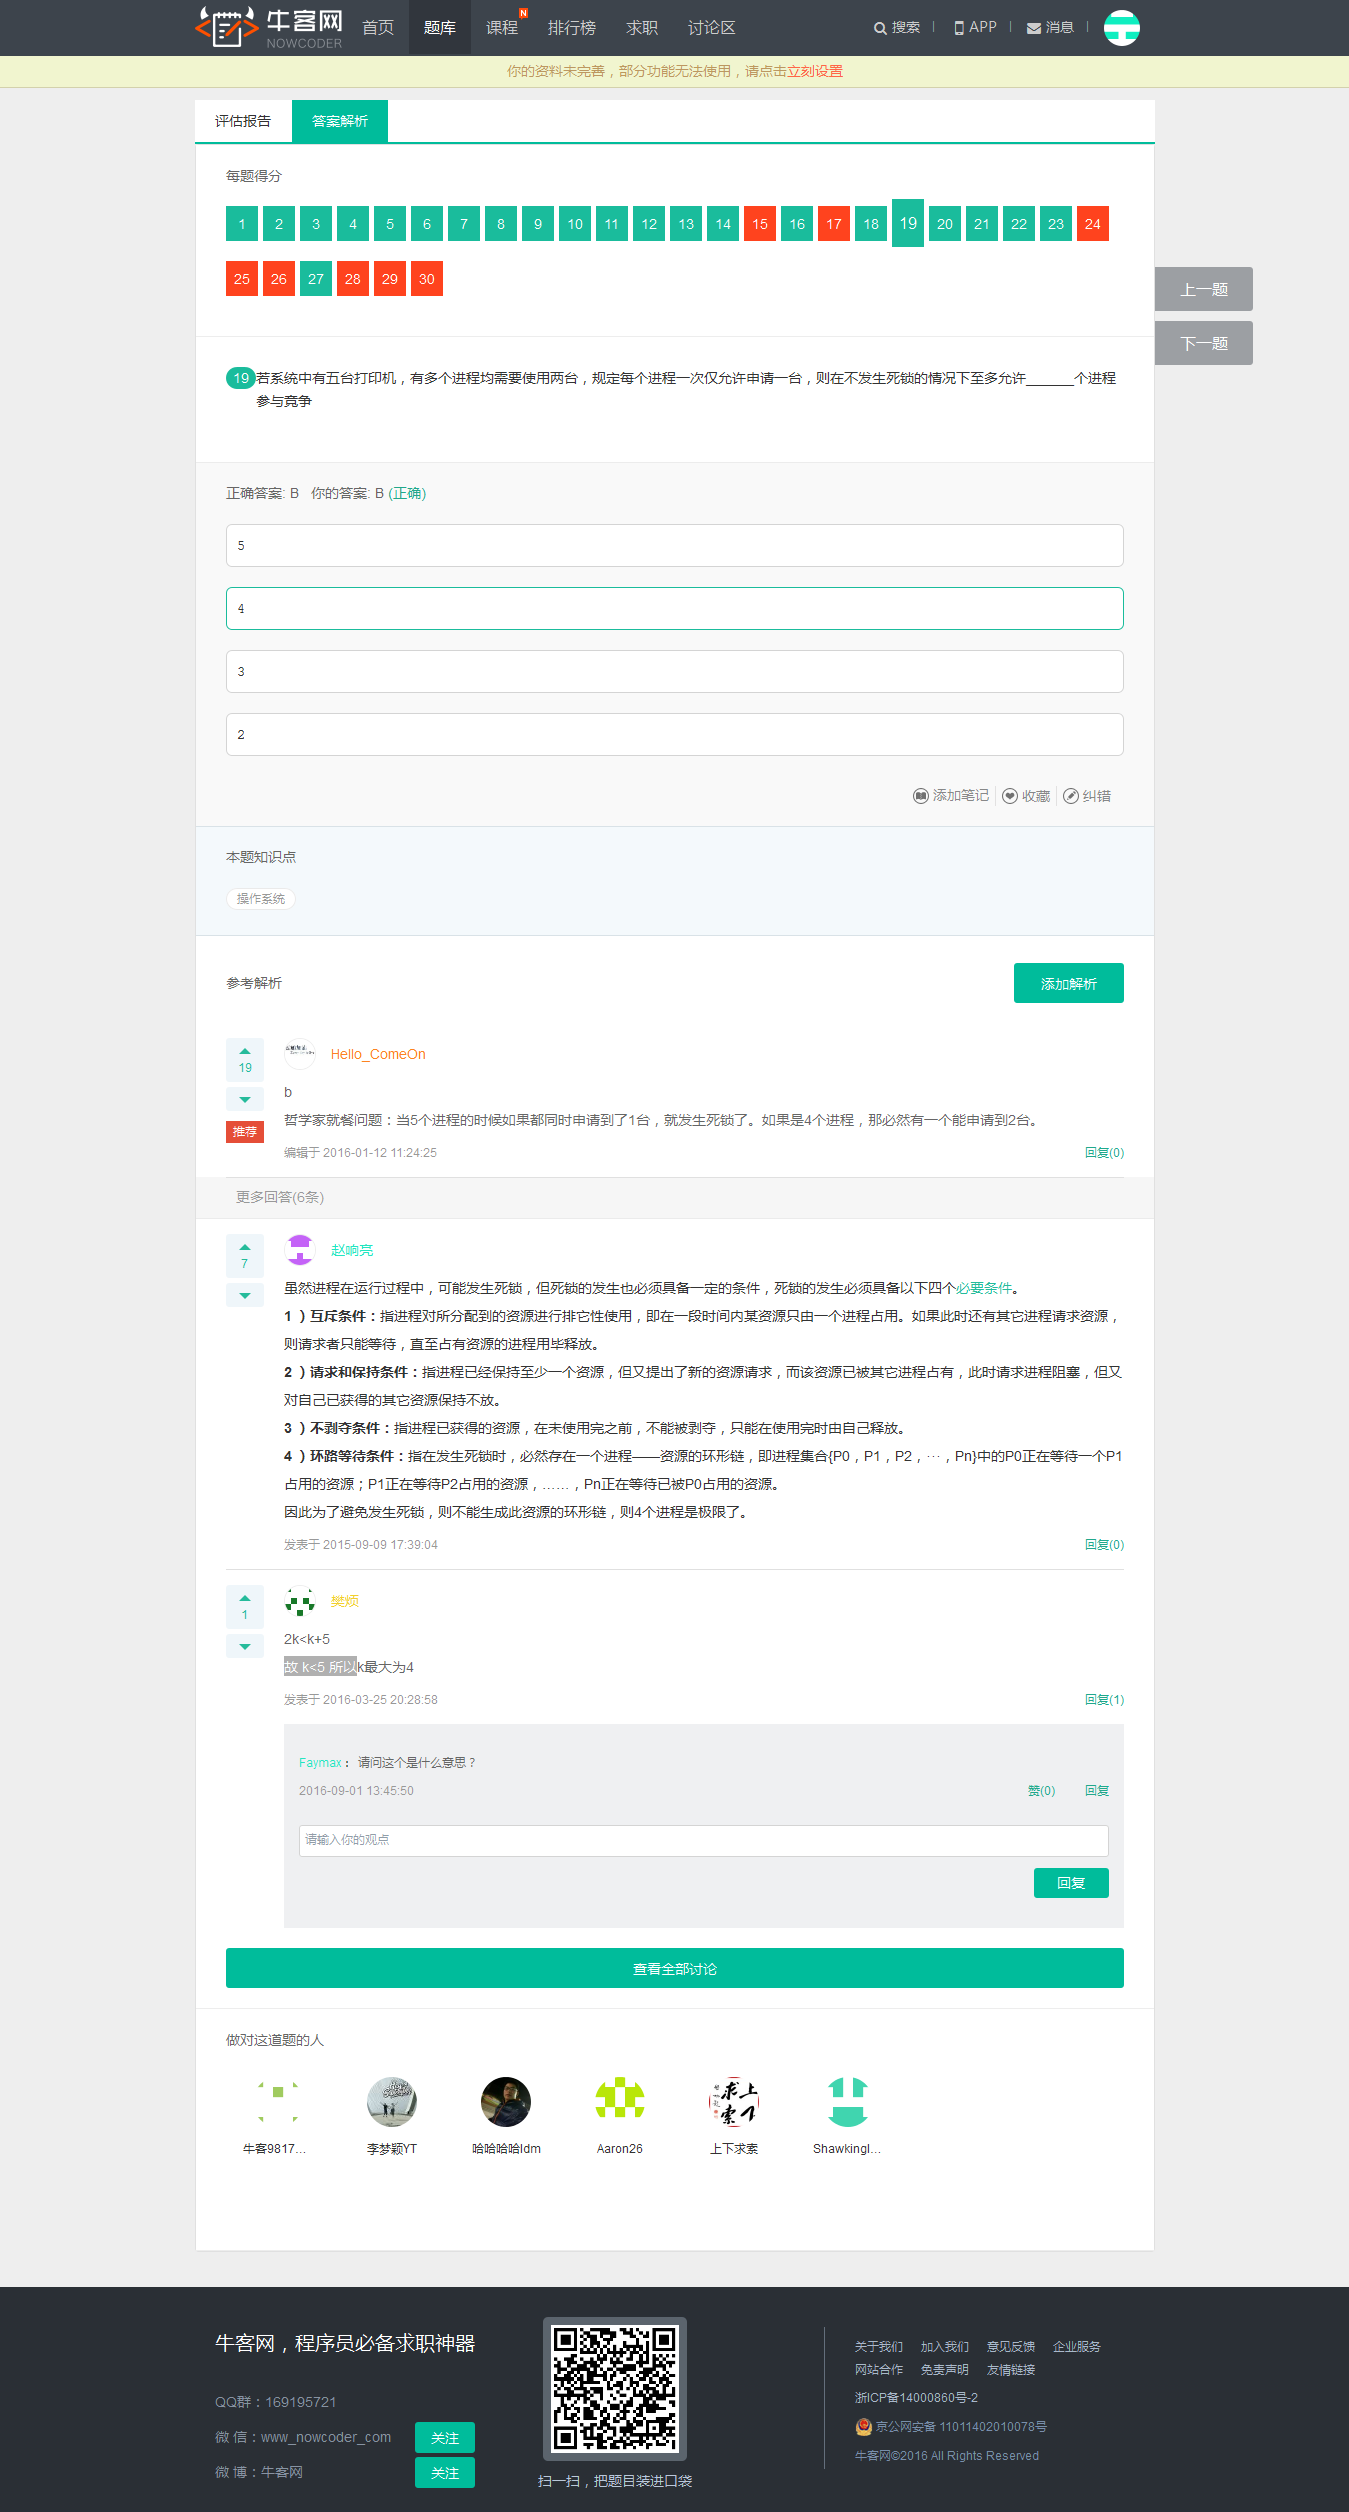 牛客网
NOWCODER
首页 题库 课程 N 排行榜 求职 讨论区 搜索 APP 消息
你的资料未完善，部分功能无法使用，请点击立刻设置
评估报告 答案解析
每题得分
1 2 3 4 5 6 7 8 9 10 11 12 13 14 15 16 17 18 19 20 21 22 23 24
25 26 27 28 29 30
上一题
下一题
19 若系统中有五台打印机，有多个进程均需要使用两台，规定每个进程一次仅允许申请一台，则在不发生死锁的情况下至多允许______个进程
参与竞争
正确答案: B 你的答案: B (正确)
5
4
3
2
添加笔记 收藏 纠错
本题知识点
操作系统
参考解析 添加解析
19
推荐
Hello_ComeOn
b
哲学家就餐问题：当5个进程的时候如果都同时申请到了1台，就发生死锁了。如果是4个进程，那必然有一个能申请到2台。
编辑于 2016-01-12 11:24:25 回复(0)
更多回答(6条)
7
赵响亮
虽然进程在运行过程中，可能发生死锁，但死锁的发生也必须具备一定的条件，死锁的发生必须具备以下四个必要条件。
1 ）互斥条件：指进程对所分配到的资源进行排它性使用，即在一段时间内某资源只由一个进程占用。如果此时还有其它进程请求资源，
则请求者只能等待，直至占有资源的进程用毕释放。
2 ）请求和保持条件：指进程已经保持至少一个资源，但又提出了新的资源请求，而该资源已被其它进程占有，此时请求进程阻塞，但又
对自己已获得的其它资源保持不放。
3 ）不剥夺条件：指进程已获得的资源，在未使用完之前，不能被剥夺，只能在使用完时由自己释放。
4 ）环路等待条件：指在发生死锁时，必然存在一个进程——资源的环形链，即进程集合{P0，P1，P2，···，Pn}中的P0正在等待一个P1
占用的资源；P1正在等待P2占用的资源，……，Pn正在等待已被P0占用的资源。
因此为了避免发生死锁，则不能生成此资源的环形链，则4个进程是极限了。
发表于 2015-09-09 17:39:04 回复(0)
1
樊烦
2k<k+5
故 k<5 所以k最大为4
发表于 2016-03-25 20:28:58 回复(1)
Faymax： 请问这个是什么意思？
2016-09-01 13:45:50 赞(0) 回复
请输入你的观点
回复
查看全部讨论
做对这道题的人
上下求索
牛客9817... 李梦颖YT 哈哈哈哈ldm Aaron26 上下求索 Shawkingl...
牛客网，程序员必备求职神器
QQ群：169195721
微 信：www_nowcoder_com 关注
微 博：牛客网 关注
扫一扫，把题目装进口袋
关于我们 加入我们 意见反馈 企业服务
网站合作 免责声明 友情链接
浙ICP备14000860号-2
京公网安备 11011402010078号
牛客网©2016 All Rights Reserved